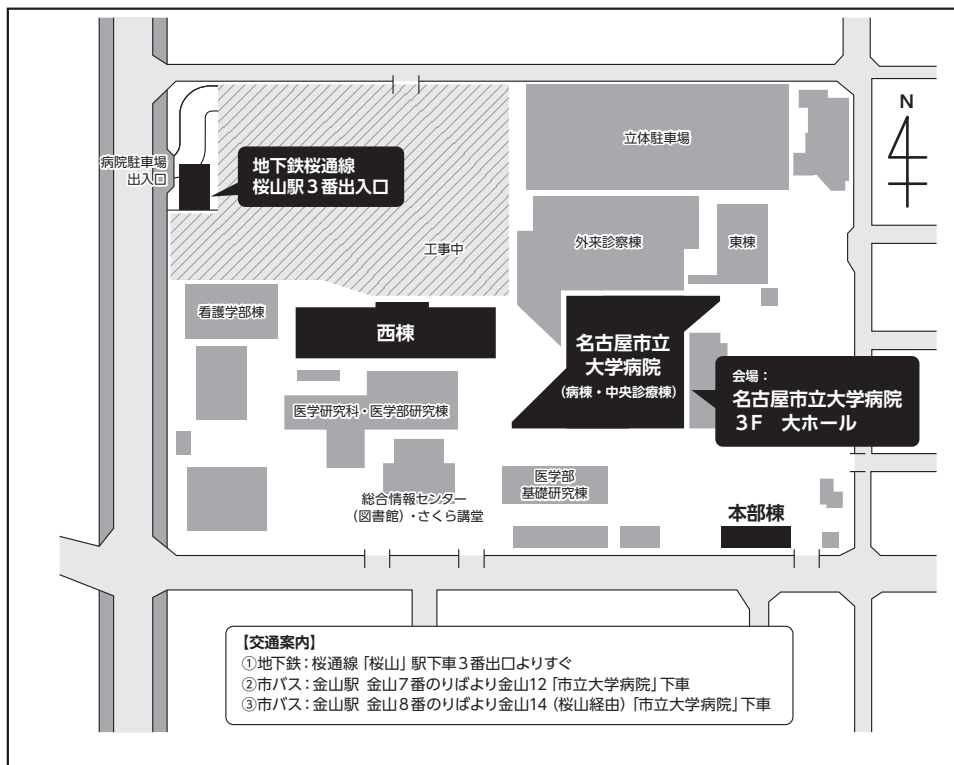 N
立体駐車場
病院駐車場
出入口
地下鉄桜通線
桜山駅3番出入口
外来診察棟
東棟
工事中
看護学部棟
西棟
名古屋市立
大学病院
(病棟・中央診療棟)
会場：
名古屋市立大学病院
3F　大ホール
医学研究科・医学部研究棟
医学部
基礎研究棟
総合情報センター
(図書館)・さくら講堂
本部棟
【交通案内】
①地下鉄：桜通線「桜山」駅下車3番出口よりすぐ
②市バス：金山駅 金山7番のりばより金山12「市立大学病院」下車
③市バス：金山駅 金山8番のりばより金山14（桜山経由）「市立大学病院」下車